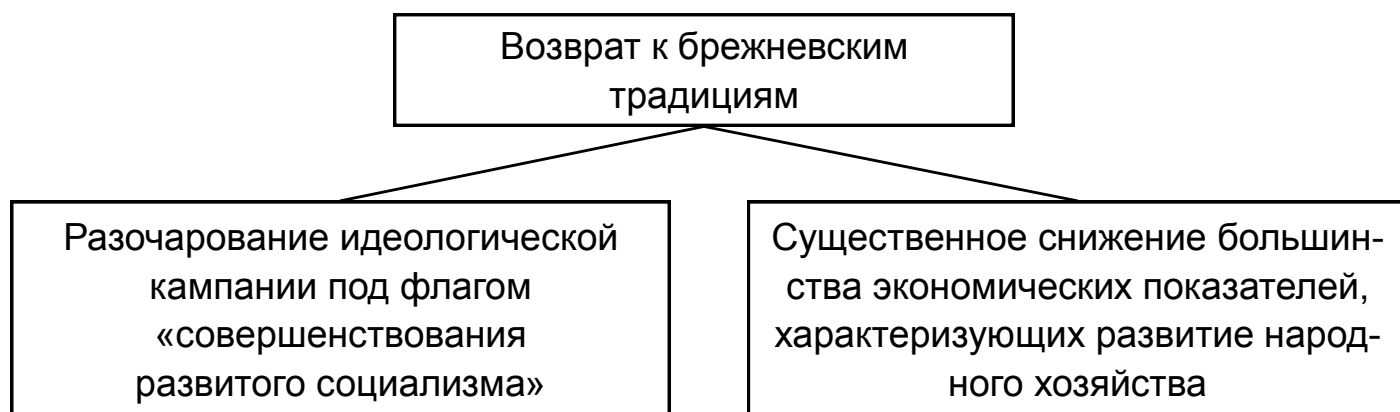 Возврат к брежневским
традициям
Разочарование идеологической
кампании под флагом
«совершенствования
развитого социализма»
Существенное снижение большин-
ства экономических показателей,
характеризующих развитие народ-
ного хозяйства